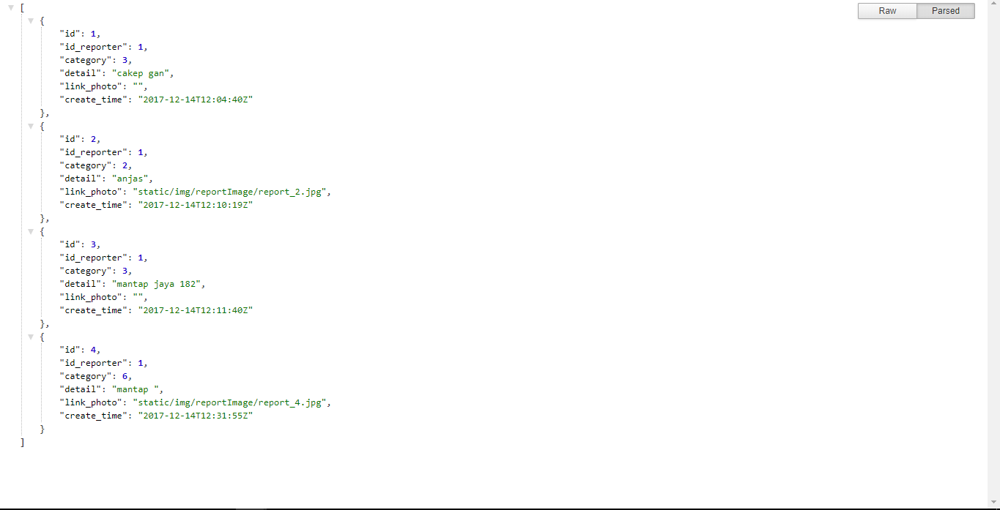 [
{
"id": 1,
"id_reporter": 1,
"category": 3,
"detail": "cakep gan",
"link_photo": "",
"create_time": "2017-12-14T12:04:40Z"
},
{
"id": 2,
"id_reporter": 1,
"category": 2,
"detail": "anjas",
"link_photo": "static/img/reportImage/report_2.jpg",
"create_time": "2017-12-14T12:10:19Z"
},
{
"id": 3,
"id_reporter": 1,
"category": 3,
"detail": "mantap jaya 182",
"link_photo": "",
"create_time": "2017-12-14T12:11:40Z"
},
{
"id": 4,
"id_reporter": 1,
"category": 6,
"detail": "mantap ",
"link_photo": "static/img/reportImage/report_4.jpg",
"create_time": "2017-12-14T12:31:55Z"
}
]
Raw Parsed